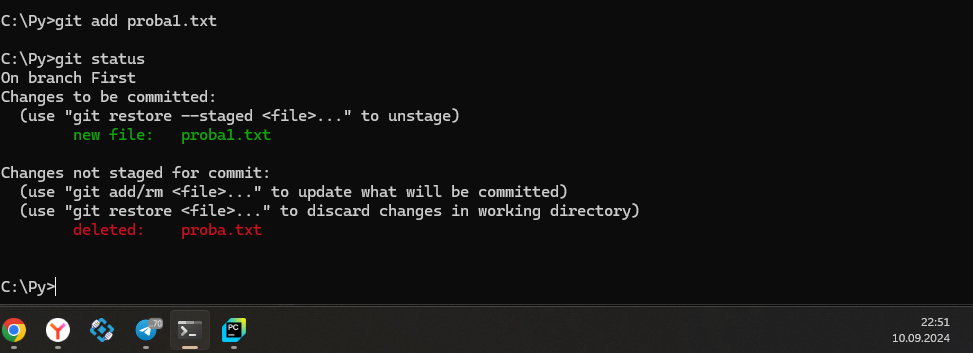 C:\Py>git add proba1.txt
C:\Py>git status
On branch First
Changes to be committed:
  (use "git restore --staged <file>..." to unstage)
        new file:   proba1.txt
Changes not staged for commit:
  (use "git add/rm <file>..." to update what will be committed)
  (use "git restore <file>..." to discard changes in working directory)
        deleted:    proba.txt
C:\Py>
70
PC
22:51
10.09.2024